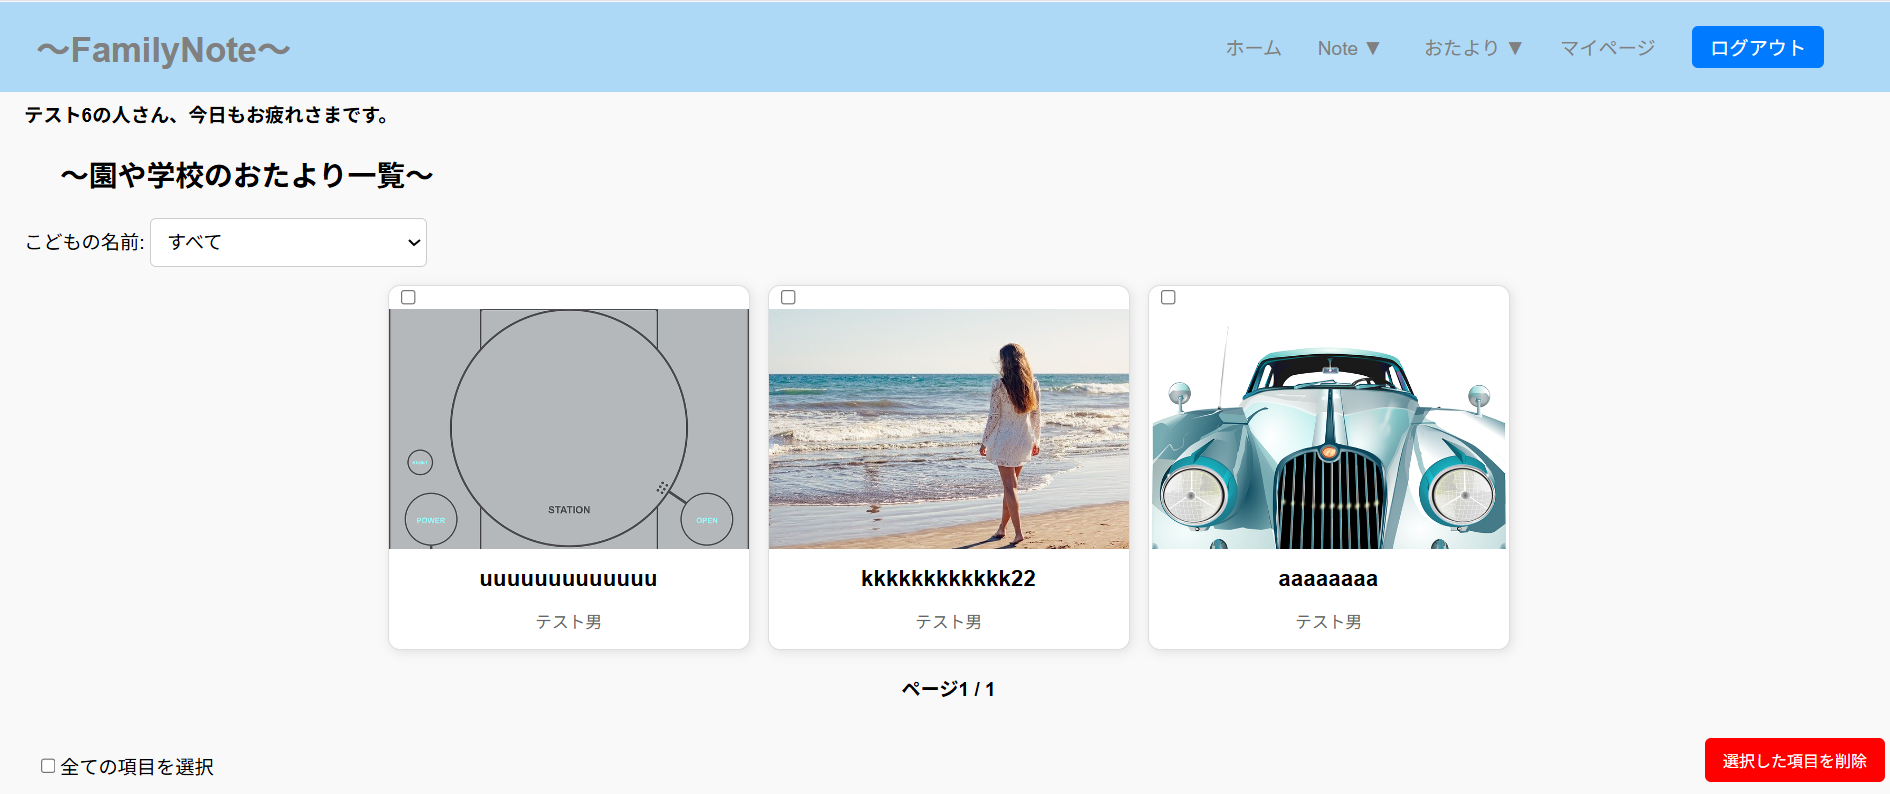 ～FamilyNote～
ホーム Note ▼ おたより ▼ マイページ ログアウト
テスト6の人さん、今日もお疲れさまです。
～園や学校のおたより一覧～
こどもの名前: すべて
STATION
POWER
OPEN
uuuuuuuuuuuuu
テスト男
kkkkkkkkkkkk22
テスト男
aaaaaaaa
テスト男
ページ1 / 1
全ての項目を選択
選択した項目を削除